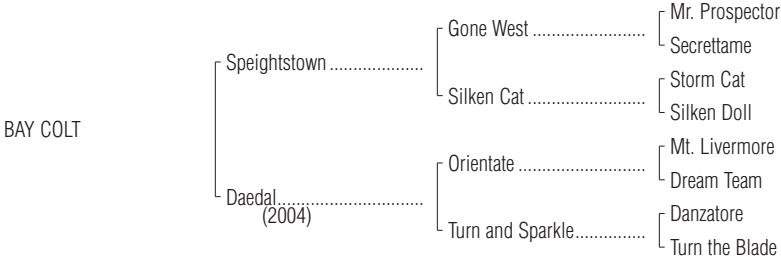 Mr. Prospector
Gone West ........................
Secrettame
Speightstown ....................
Storm Cat
Silken Cat .........................
Silken Doll
BAY COLT
Mt. Livermore
Orientate ...........................
Dream Team
Daedal...............................
(2004)
Danzatore
Turn and Sparkle...............
Turn the Blade